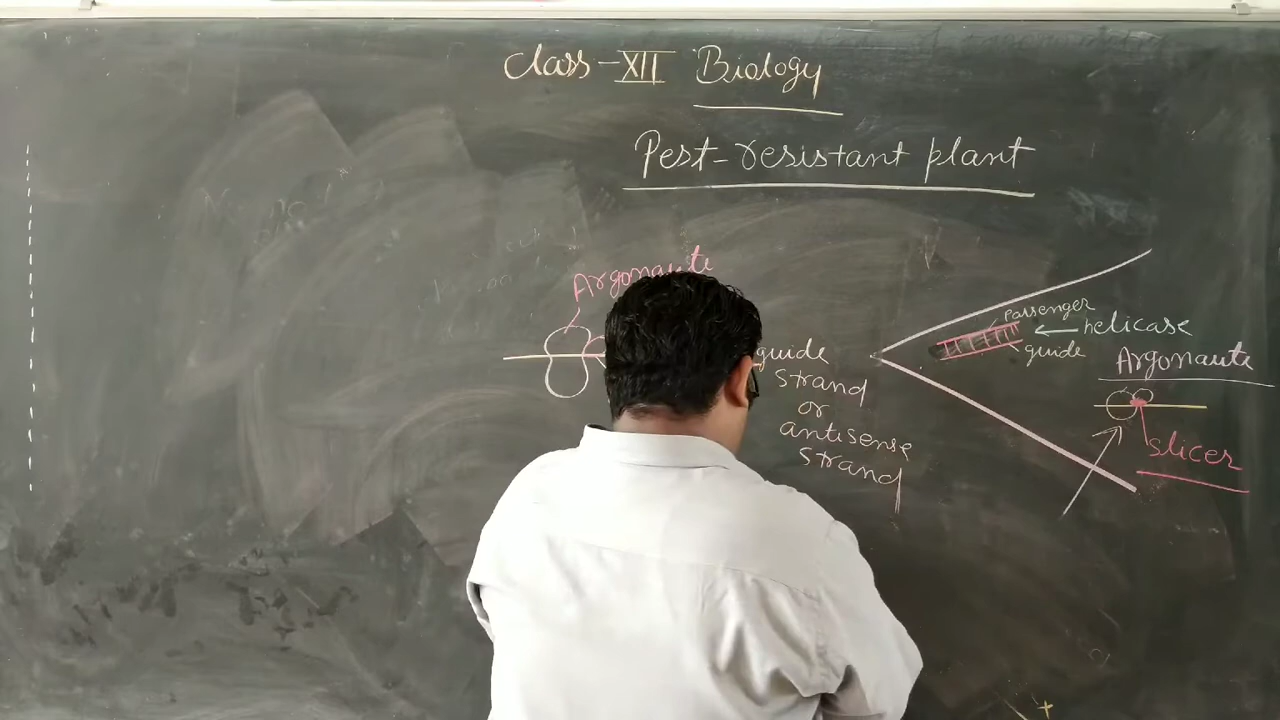 Class-XII Biology
Pest-resistant plant
Argonaute
guide
strand
or
antisense
strand
passenger
helicase
guide
Argonaute
slicer